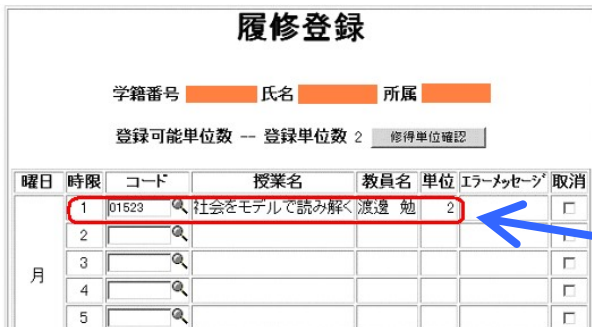 履修登録
学籍番号 氏名 所属
登録可能単位数 -- 登録単位数 2 修得単位確認
曜日 時限 コード 授業名 教員名 単位 エラーメッセージ 取消
1 01523 社会をモデルで読み解く 渡邊 勉 2
2
3
月
4
5